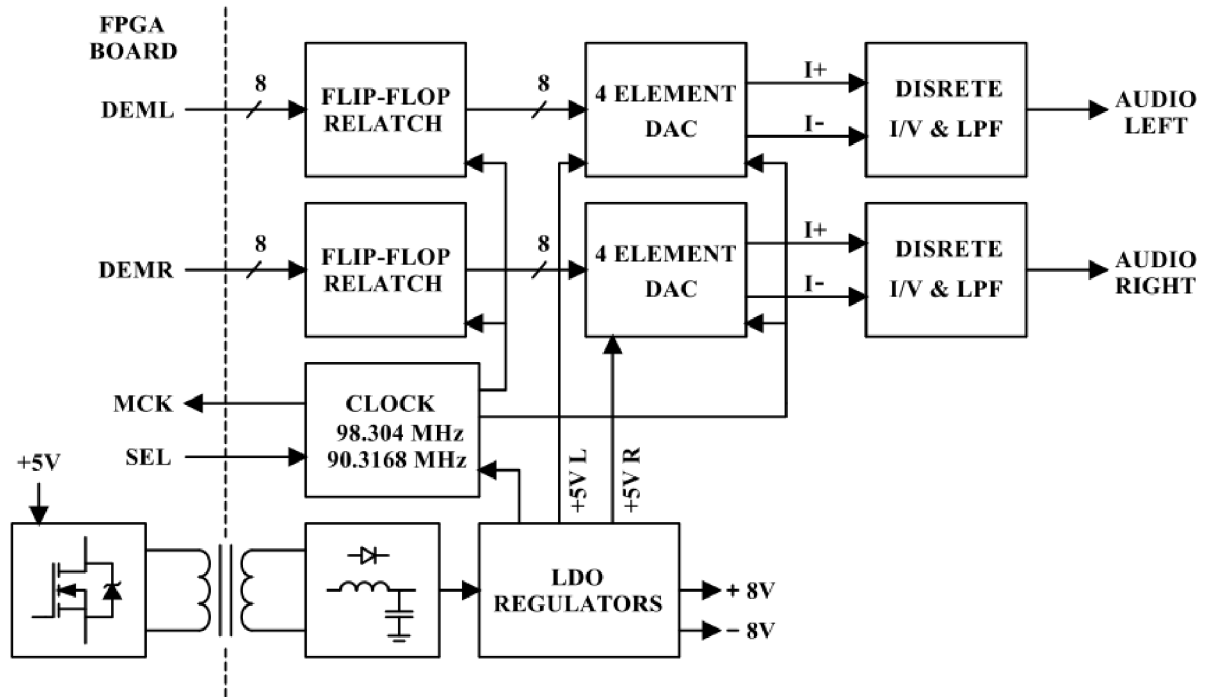 FPGA
BOARD
DEML
8
FLIP-FLOP
RELATCH
8
4 ELEMENT
DAC
I+
I-
DISRETE
I/V & LPF
AUDIO
LEFT
DEMR
8
FLIP-FLOP
RELATCH
8
4 ELEMENT
DAC
I+
I-
DISRETE
I/V & LPF
AUDIO
RIGHT
MCK
SEL
CLOCK
98.304 MHz
90.3168 MHz
+5V L
+5V R
+5V
LDO
REGULATORS
+ 8V
− 8V